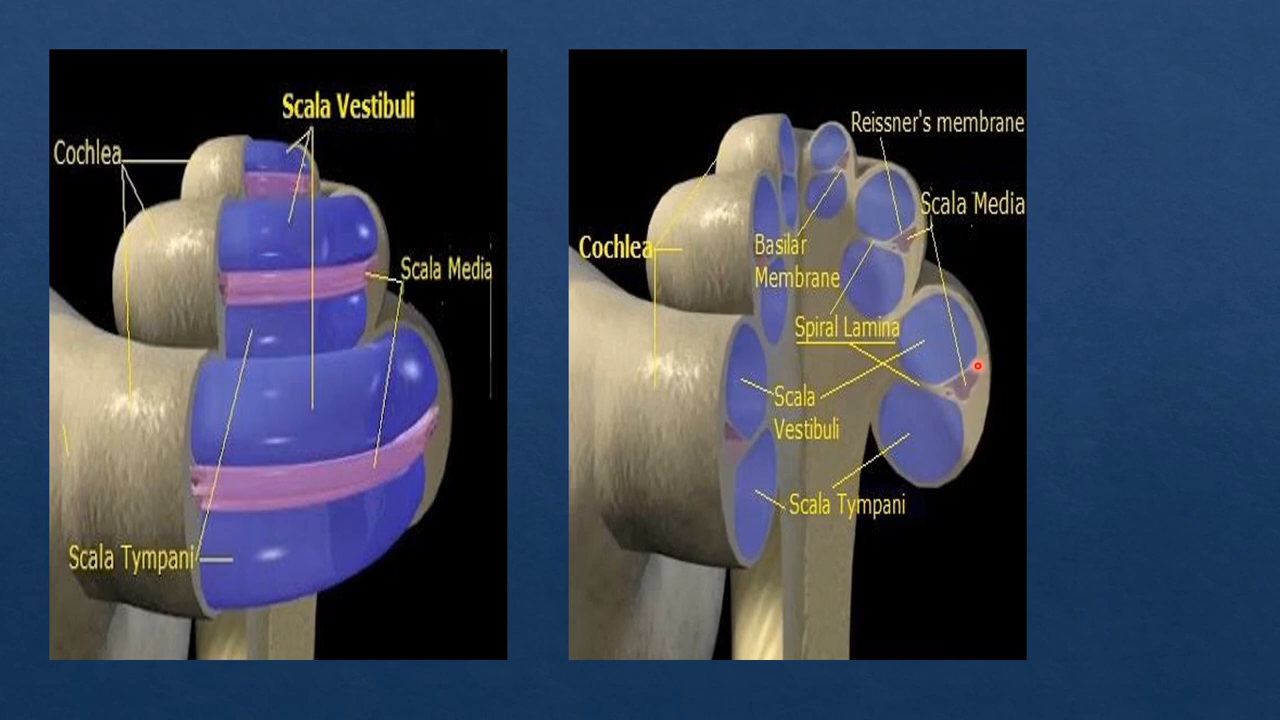 Scala Vestibuli
Cochlea
Scala Media
Scala Tympani
Reissner's membrane
Scala Media
Cochlea
Basilar
Membrane
Spiral Lamina
Scala
Vestibuli
Scala Tympani